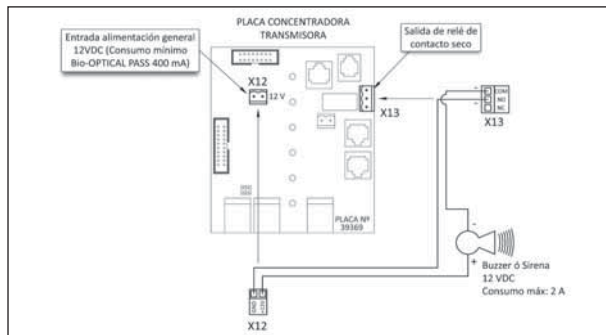 PLACA CONCENTRADORA
TRANSMISORA
Entrada alimentación general
12VDC (Consumo mínimo
Bio-OPTICAL PASS 400 mA)
Salida de relé de
contacto seco
X12
12 V
X13
COM
NO
NC
X13
PLACA Nº
39369
-
+
Buzzer ó Sirena
12 VDC
Consumo máx: 2 A
GND
+12V
X12